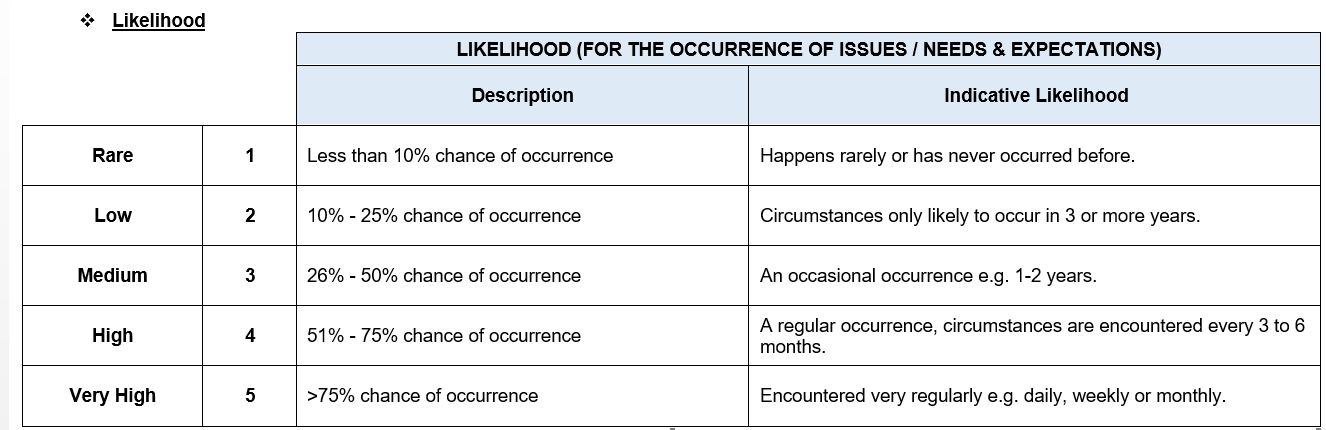 ❖ Likelihood
LIKELIHOOD (FOR THE OCCURRENCE OF ISSUES / NEEDS & EXPECTATIONS)
Description Indicative Likelihood
Rare 1 Less than 10% chance of occurrence Happens rarely or has never occurred before.
Low 2 10% - 25% chance of occurrence Circumstances only likely to occur in 3 or more years.
Medium 3 26% - 50% chance of occurrence An occasional occurrence e.g. 1-2 years.
High 4 51% - 75% chance of occurrence A regular occurrence, circumstances are encountered every 3 to 6
months.
Very High 5 >75% chance of occurrence Encountered very regularly e.g. daily, weekly or monthly.